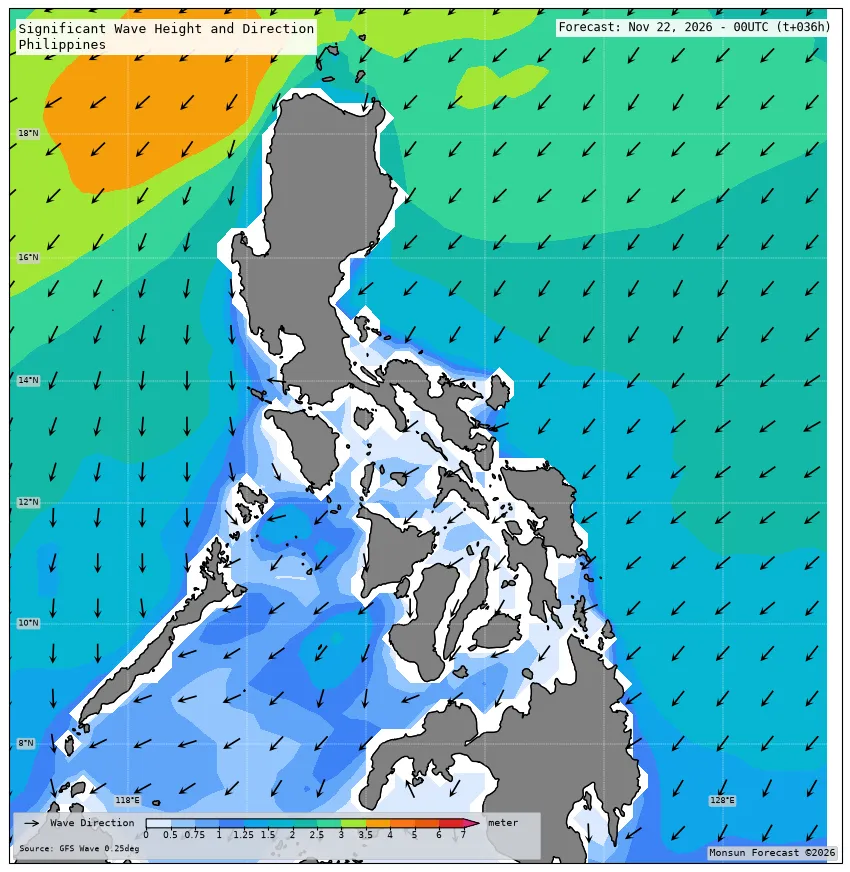 Significant Wave Height and Direction
Philippines
Forecast: Nov 22, 2026 - 00UTC (t+036h)
18°N
16°N
14°N
12°N
10°N
8°N
118°E
128°E
Wave Direction
0 0.5 0.75 1 1.25 1.5 2 2.5 3 3.5 4 5 6 7
meter
Source: GFS Wave 0.25deg
Monsun Forecast ©2026